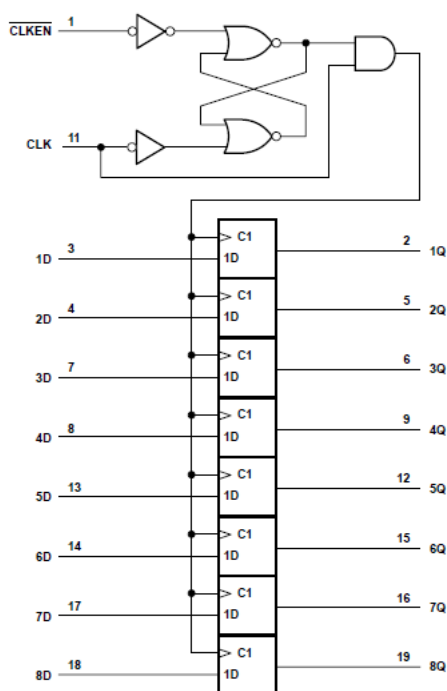 CLKEN 1
CLK 11
C1
1D 3 1D 2 1Q
C1
2D 4 1D 5 2Q
C1
3D 7 1D 6 3Q
C1
4D 8 1D 9 4Q
C1
5D 13 1D 12 5Q
C1
6D 14 1D 15 6Q
C1
7D 17 1D 16 7Q
C1
8D 18 1D 19 8Q